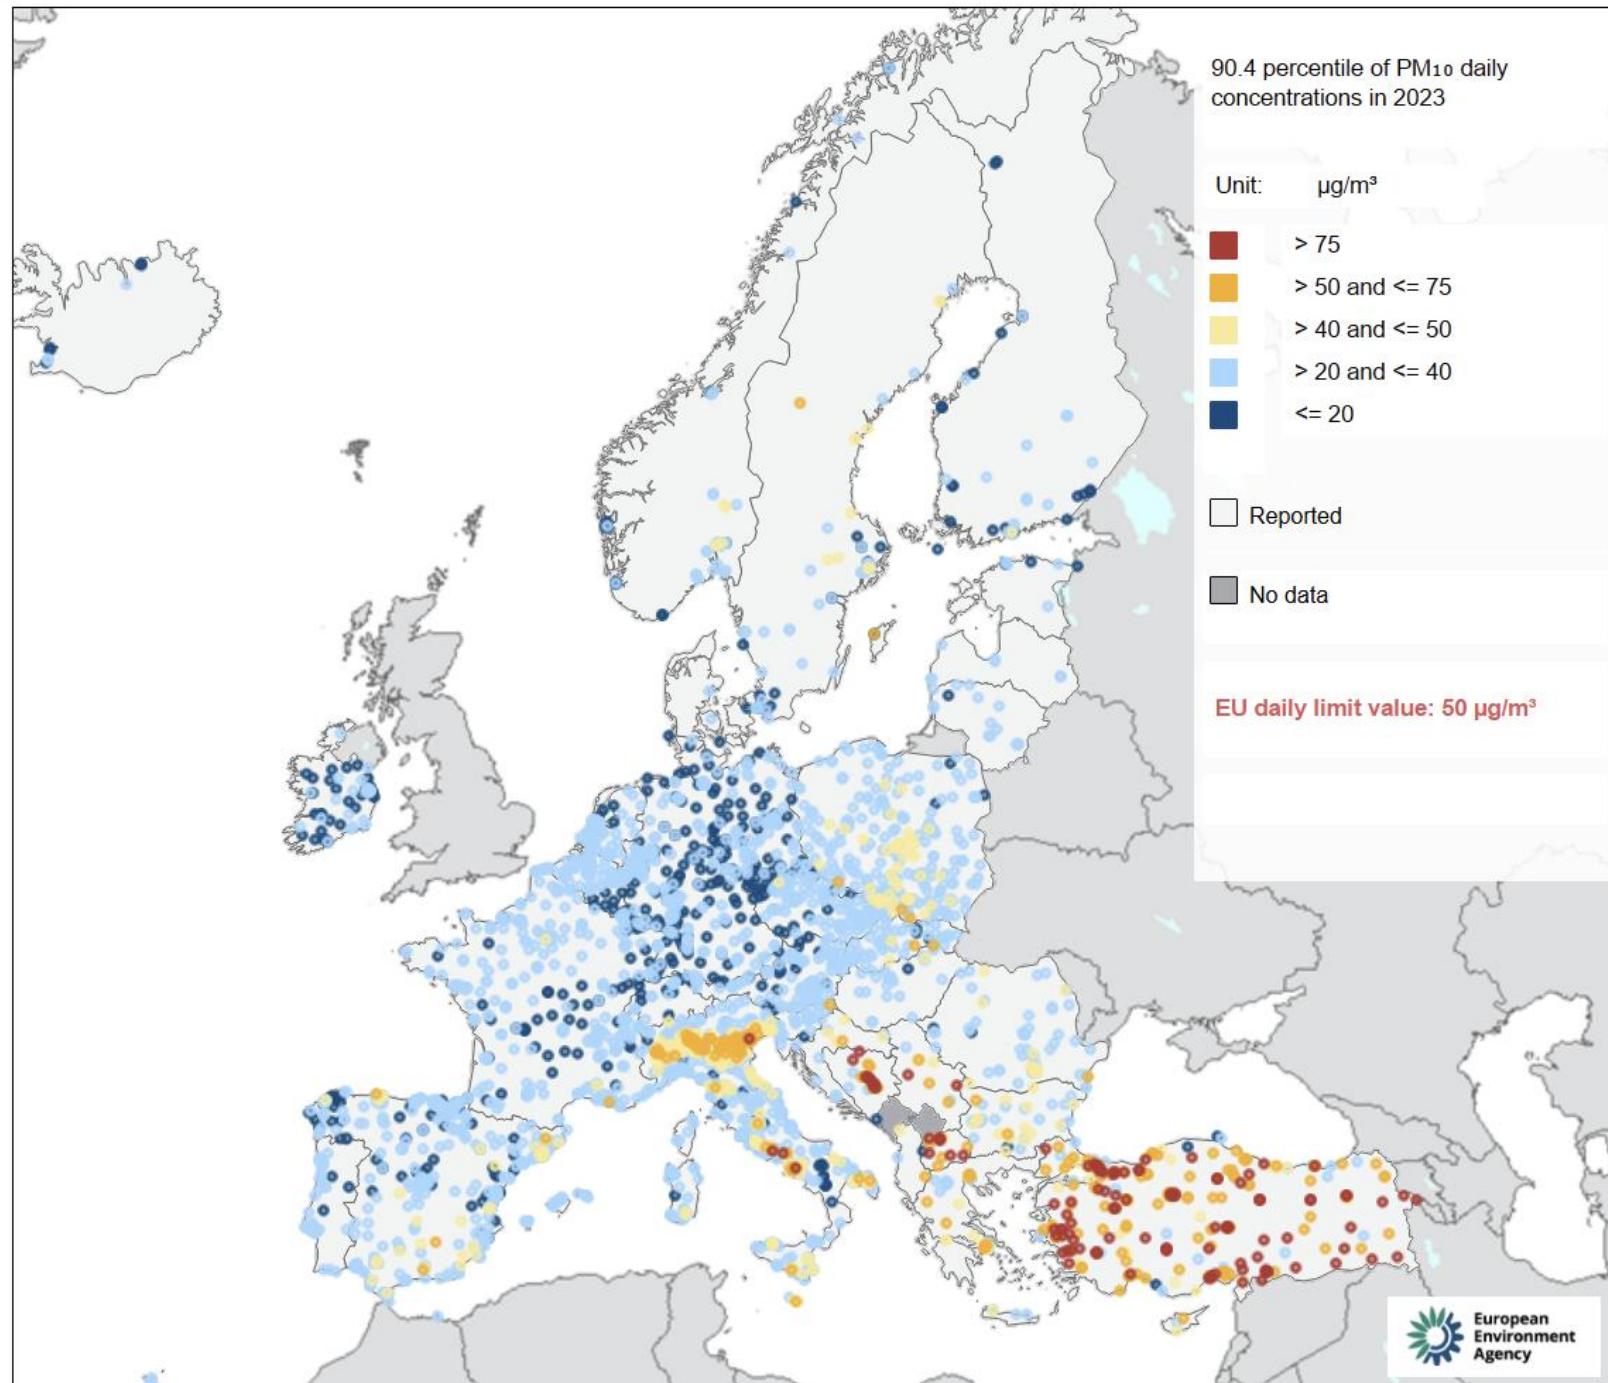 90.4 percentile of PM₁₀ daily
concentrations in 2023
Unit: µg/m³
> 75
> 50 and <= 75
> 40 and <= 50
> 20 and <= 40
<= 20
Reported
No data
EU daily limit value: 50 µg/m³
European
Environment
Agency